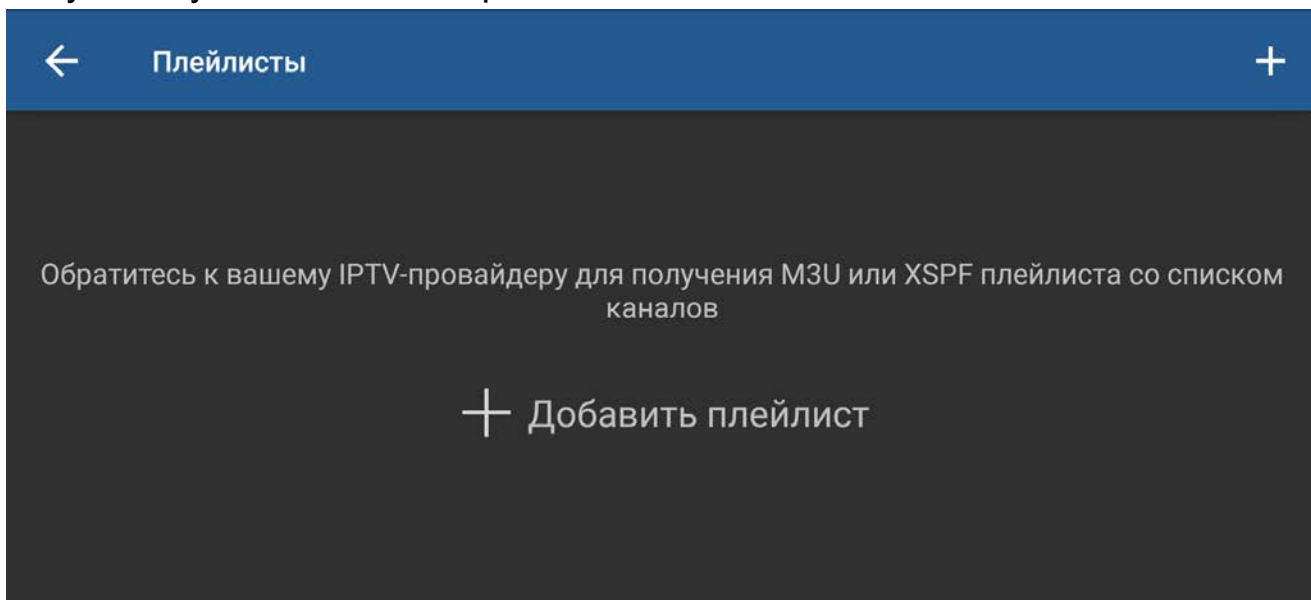 Плейлисты
Обратитесь к вашему IPTV-провайдеру для получения M3U или XSPF плейлиста со списком
каналов
Добавить плейлист